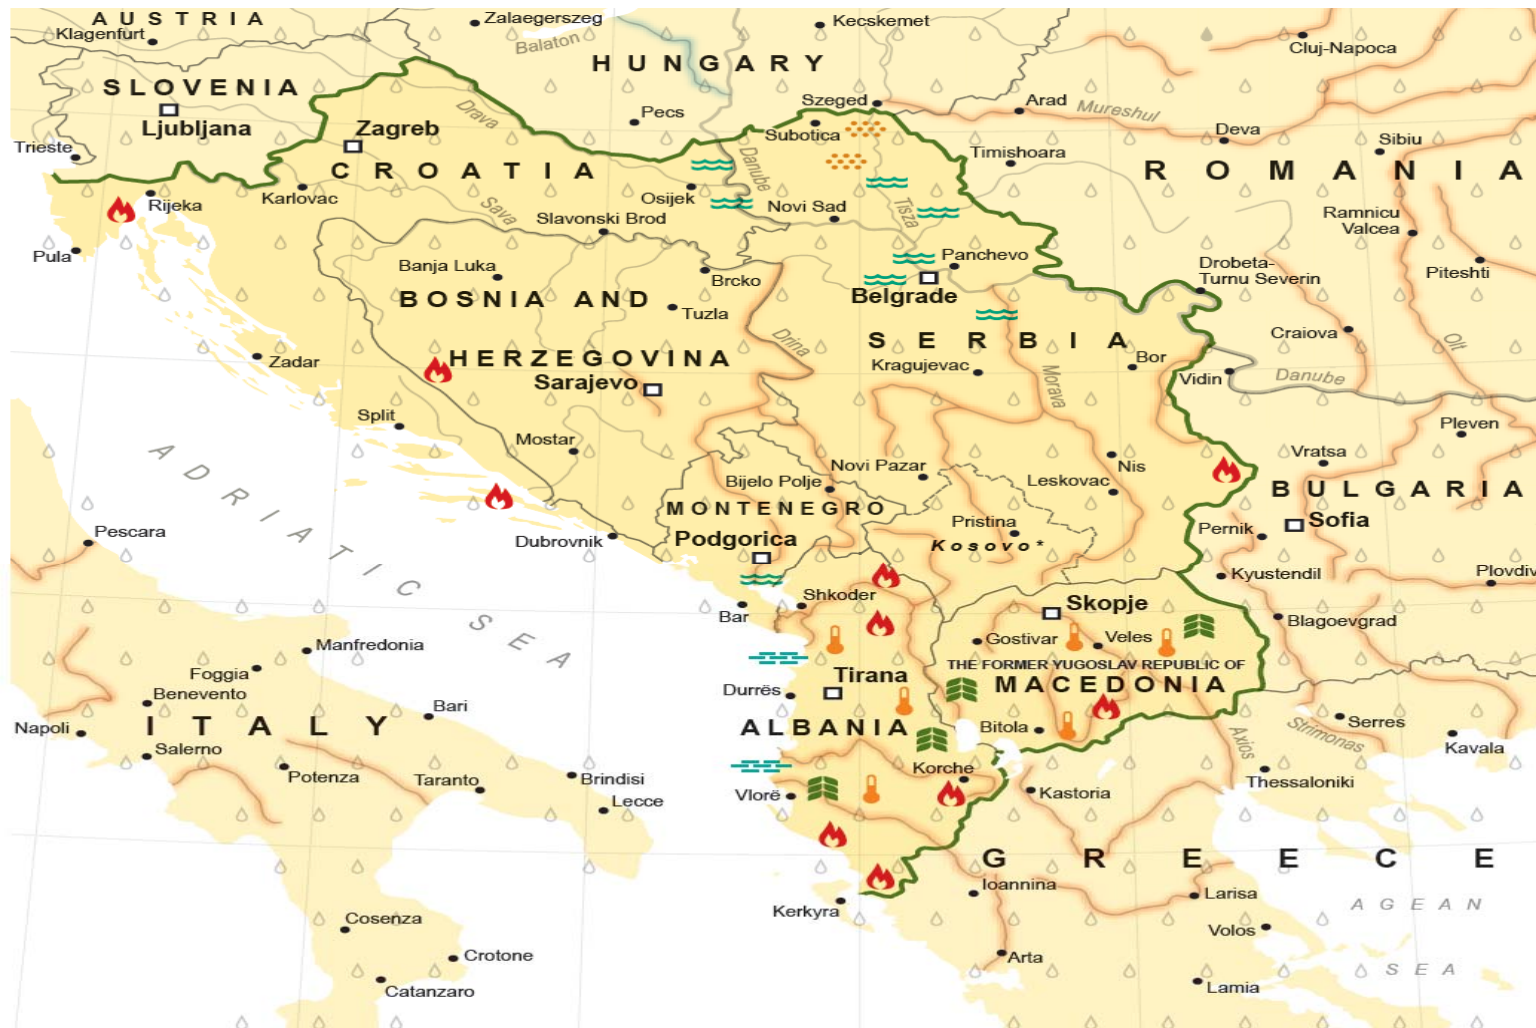 AUSTRIA
Klagenfurt
Zalaegerszeg
Balaton
Kecskemet
HUNGARY
Cluj-Napoca
SLOVENIA
Ljubljana
Trieste
Zagreb
CROATIA
Drava
Pecs
Szeged
Subotica
Arad
Mureshul
Deva
Sibiu
Timishoara
ROMANIA
Rijeka
Karlovac
Sava
Osijek
Slavonski Brod
Danube
Novi Sad
Tisza
Ramnicu
Valcea
Pula
Banja Luka
Brcko
BOSNIA AND
Tuzla
HERZEGOVINA
Sarajevo
Drina
Panchevo
Belgrade
SERBIA
Kragujevac
Morava
Bor
Drobeta-
Turnu Severin
Piteshti
Craiova
Olt
Vidin
Danube
Zadar
Split
Mostar
Bijelo Polje
Novi Pazar
Nis
Leskovac
Vratsa
Pleven
BULGARIA
MONTENEGRO
Podgorica
Pristina
Kosovo*
Pernik
Sofia
Dubrovnik
ADRIATIC SEA
Pescara
Kyustendil
Plovdiv
Bar
Shkoder
Skopje
Gostivar
Veles
Blagoevgrad
THE FORMER YUGOSLAV REPUBLIC OF
MACEDONIA
Manfredonia
Foggia
Benevento
Napoli
ITALY
Bari
Salerno
Potenza
Taranto
Brindisi
Lecce
Tirana
Durrës
ALBANIA
Bitola
Axios
Strimonas
Serres
Kavala
Korche
Vlorë
Kastoria
Thessaloniki
GREECE
Kerkyra
Ioannina
Larisa
AGEAN
SEA
Volos
Cosenza
Crotone
Catanzaro
Arta
Lamia